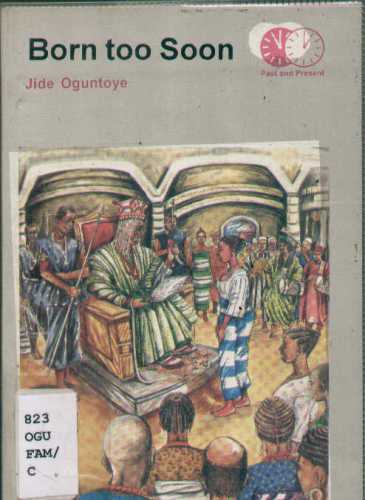 Born too Soon
Jide Oguntoye
Past and Present
823
OGU
FAM/
C